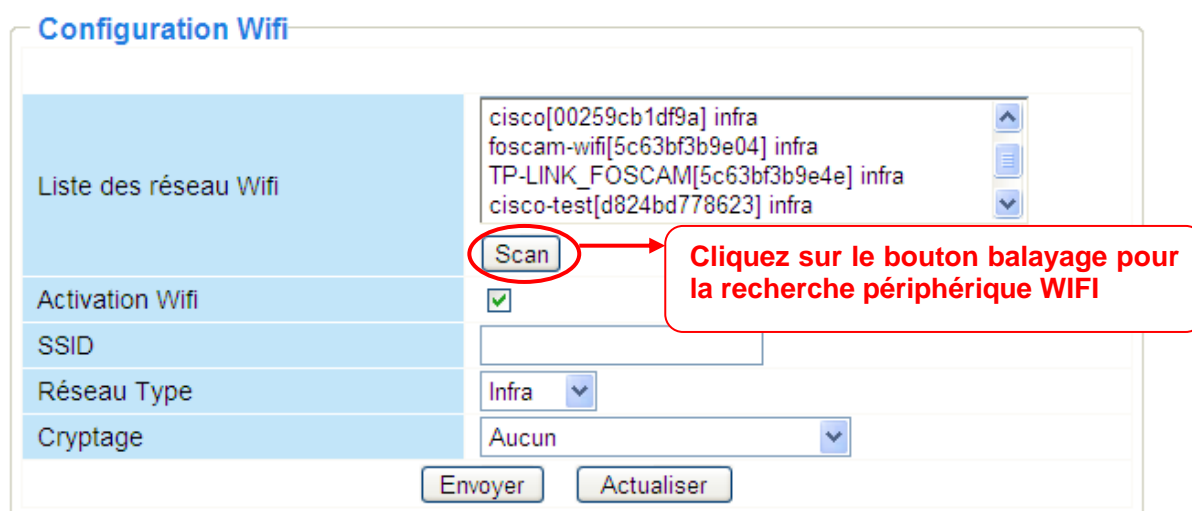 Configuration Wifi
Liste des réseau Wifi
cisco[00259cb1df9a] infra
foscam-wifi[5c63bf3b9e04] infra
TP-LINK_FOSCAM[5c63bf3b9e4e] infra
cisco-test[d824bd778623] infra
Scan
Cliquez sur le bouton balayage pour
la recherche périphérique WIFI
Activation Wifi
SSID
Réseau Type
Infra
Cryptage
Aucun
Envoyer
Actualiser